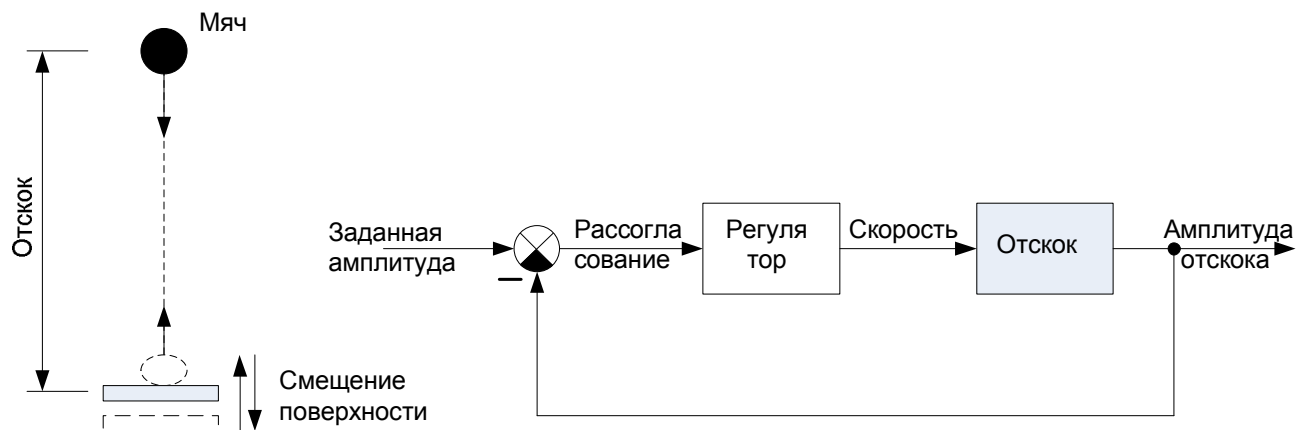 Мяч
Отскок
Смещение
поверхности
Заданная
амплитуда
Рассогла
сование
Регуля
тор
Скорость
Отскок
Амплитуда
отскока